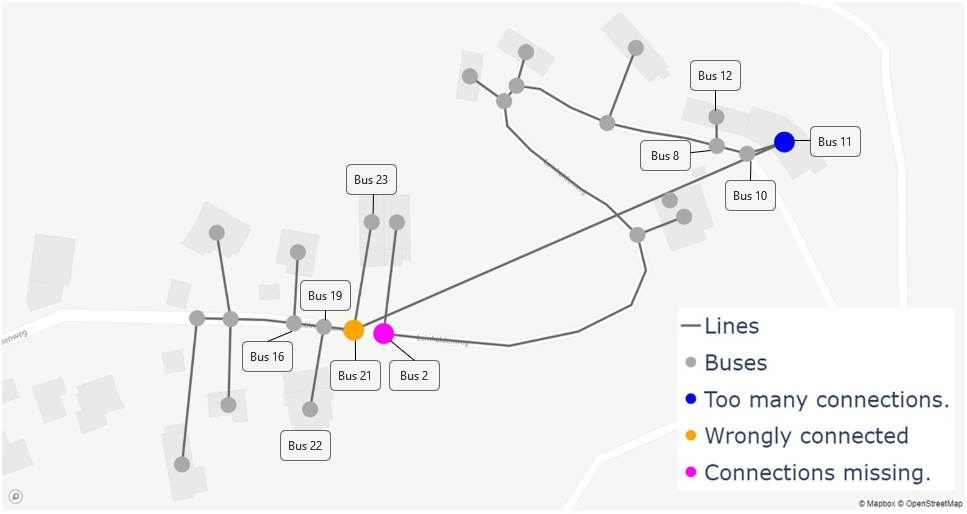 Bus 12
Bus 11
Bus 8
Bus 10
Bus 23
Bus 19
Bus 16
Bus 21
Bus 2
Bus 22
Lines
Buses
Too many connections.
Wrongly connected
Connections missing.
© Mapbox © OpenStreetMap